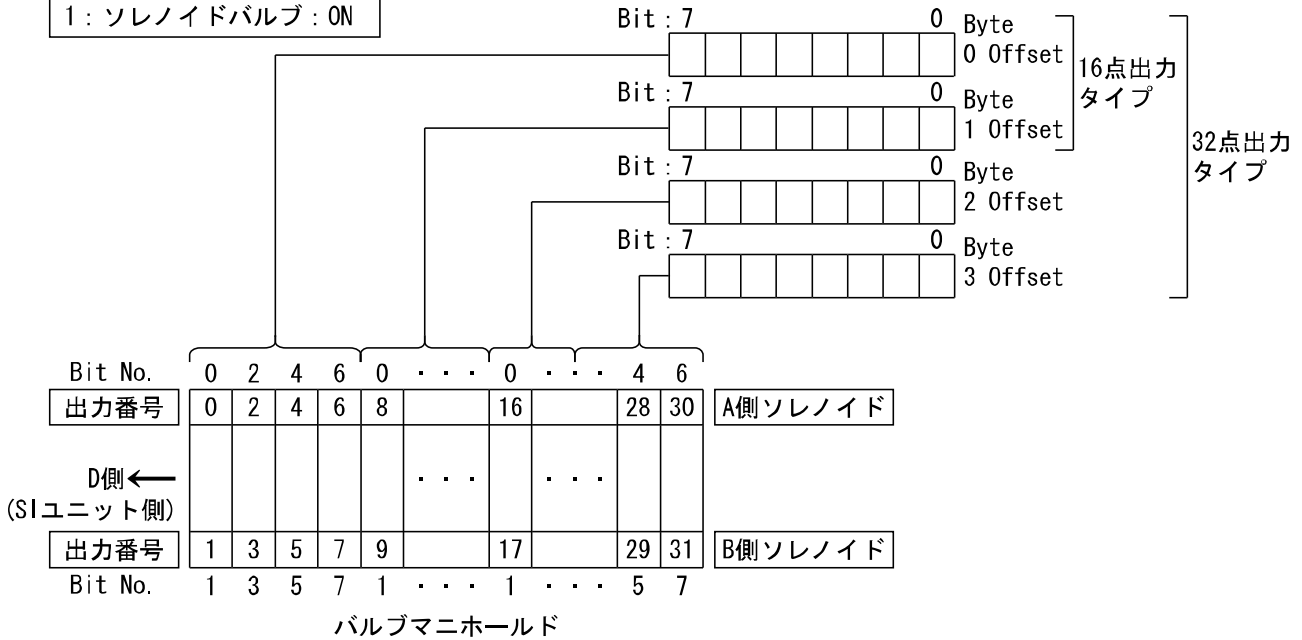 1：ソレノイドバルブ：ON
Bit：7 0 Byte
0 Offset
Bit：7 0 Byte
1 Offset
Bit：7 0 Byte
2 Offset
Bit：7 0 Byte
3 Offset
16点出力
タイプ
32点出力
タイプ
Bit No. 0 2 4 6 0 ・・・ 0 ・・・ 4 6
出力番号 0 2 4 6 8 16 28 30 A側ソレノイド
D側←
(SIユニット側)
・・・ ・・・
出力番号 1 3 5 7 9 17 29 31 B側ソレノイド
Bit No. 1 3 5 7 1 ・・・ 1 ・・・ 5 7
バルブマニホールド